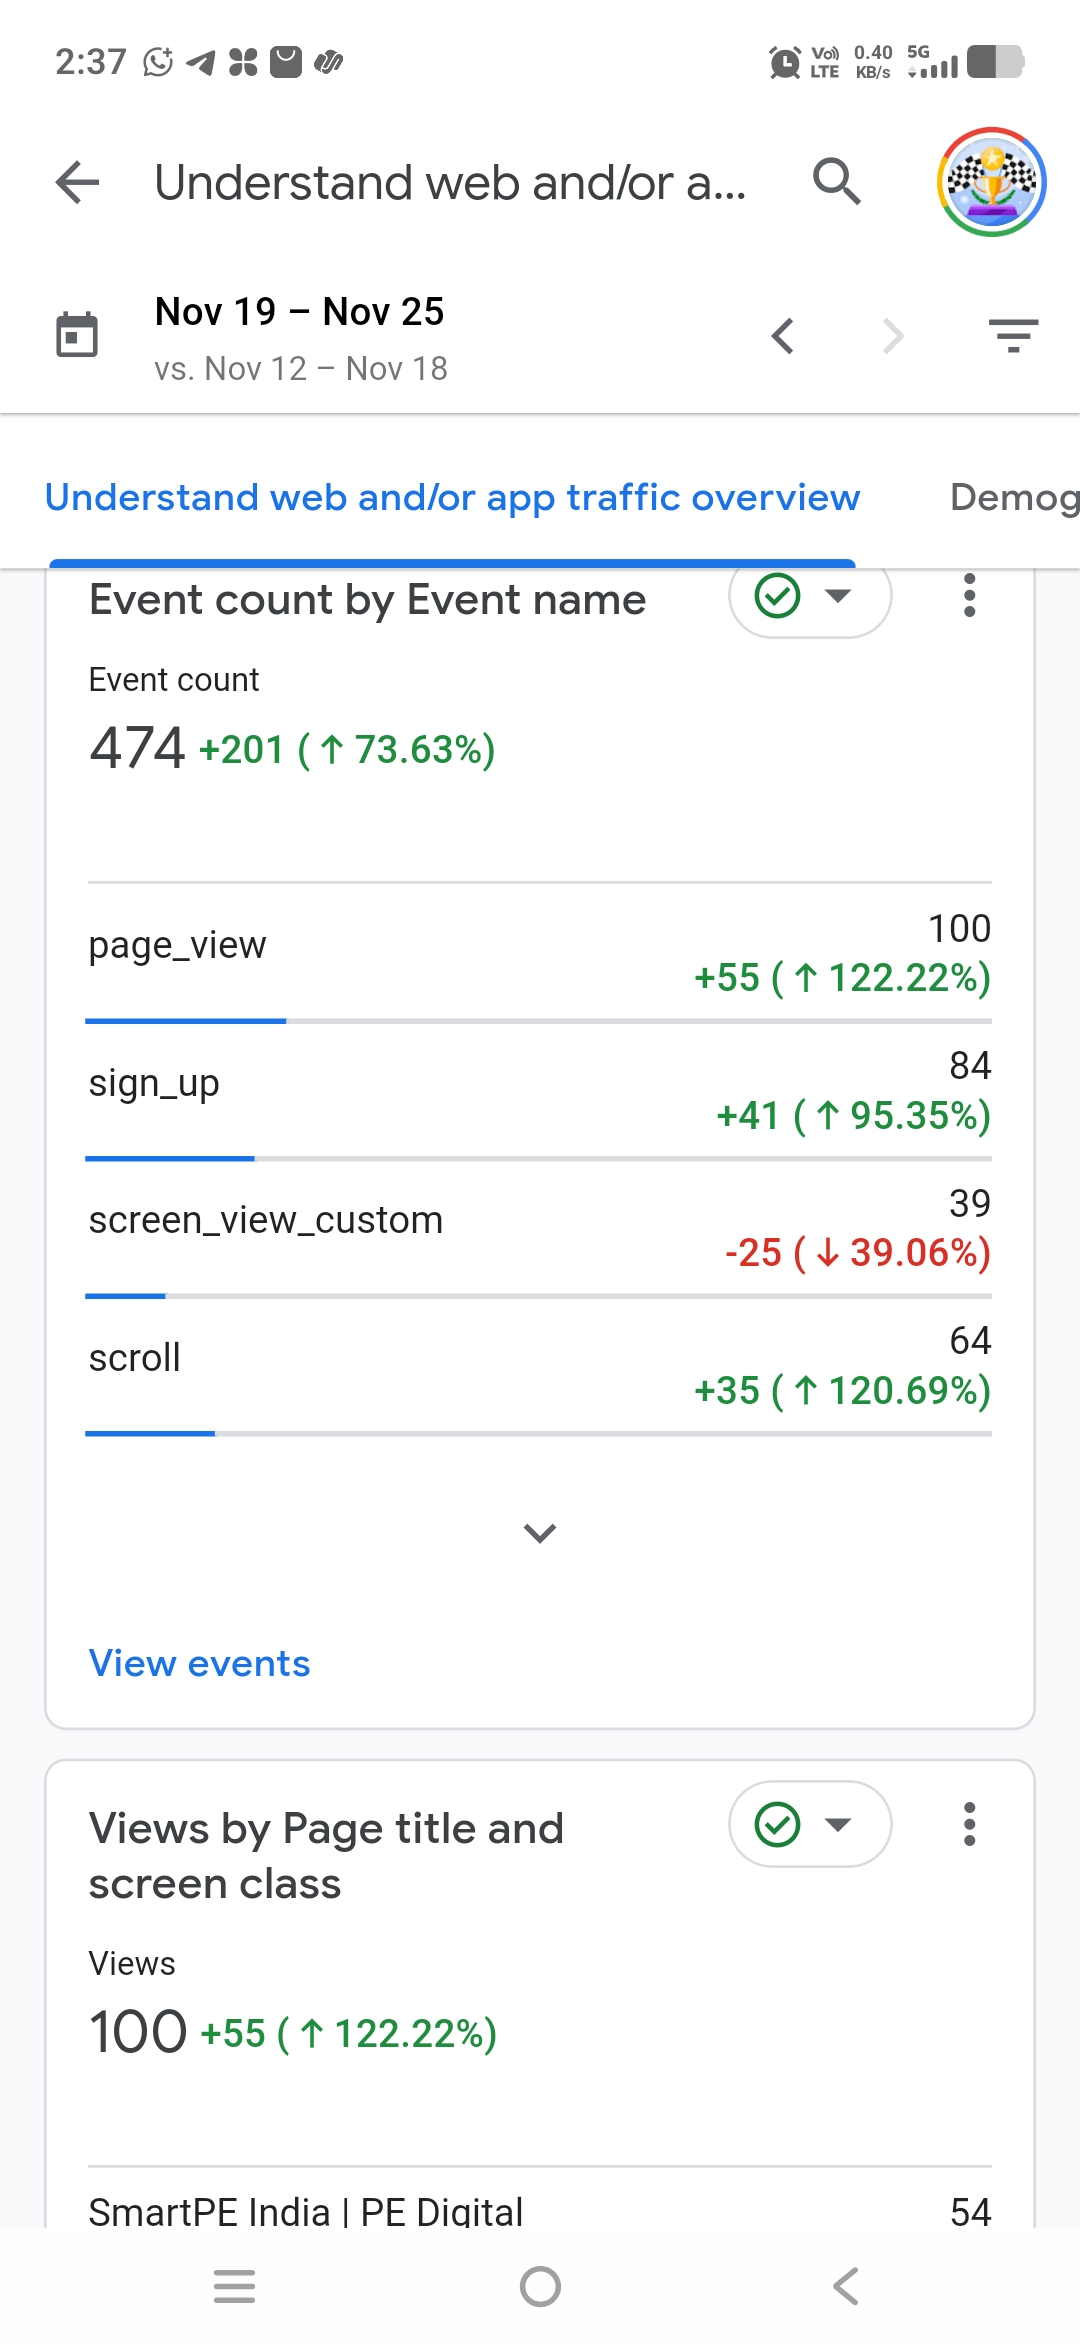 2:37
Vo)) LTE
0.40 KB/s
5G
Understand web and/or a...
Nov 19 – Nov 25
vs. Nov 12 – Nov 18
Understand web and/or app traffic overview
Demog
Event count by Event name
Event count
474 +201 (↑ 73.63%)
page_view
100
+55 (↑ 122.22%)
sign_up
84
+41 (↑ 95.35%)
screen_view_custom
39
-25 (↓ 39.06%)
scroll
64
+35 (↑ 120.69%)
View events
Views by Page title and
screen class
Views
100 +55 (↑ 122.22%)
SmartPE India | PE Digital
54